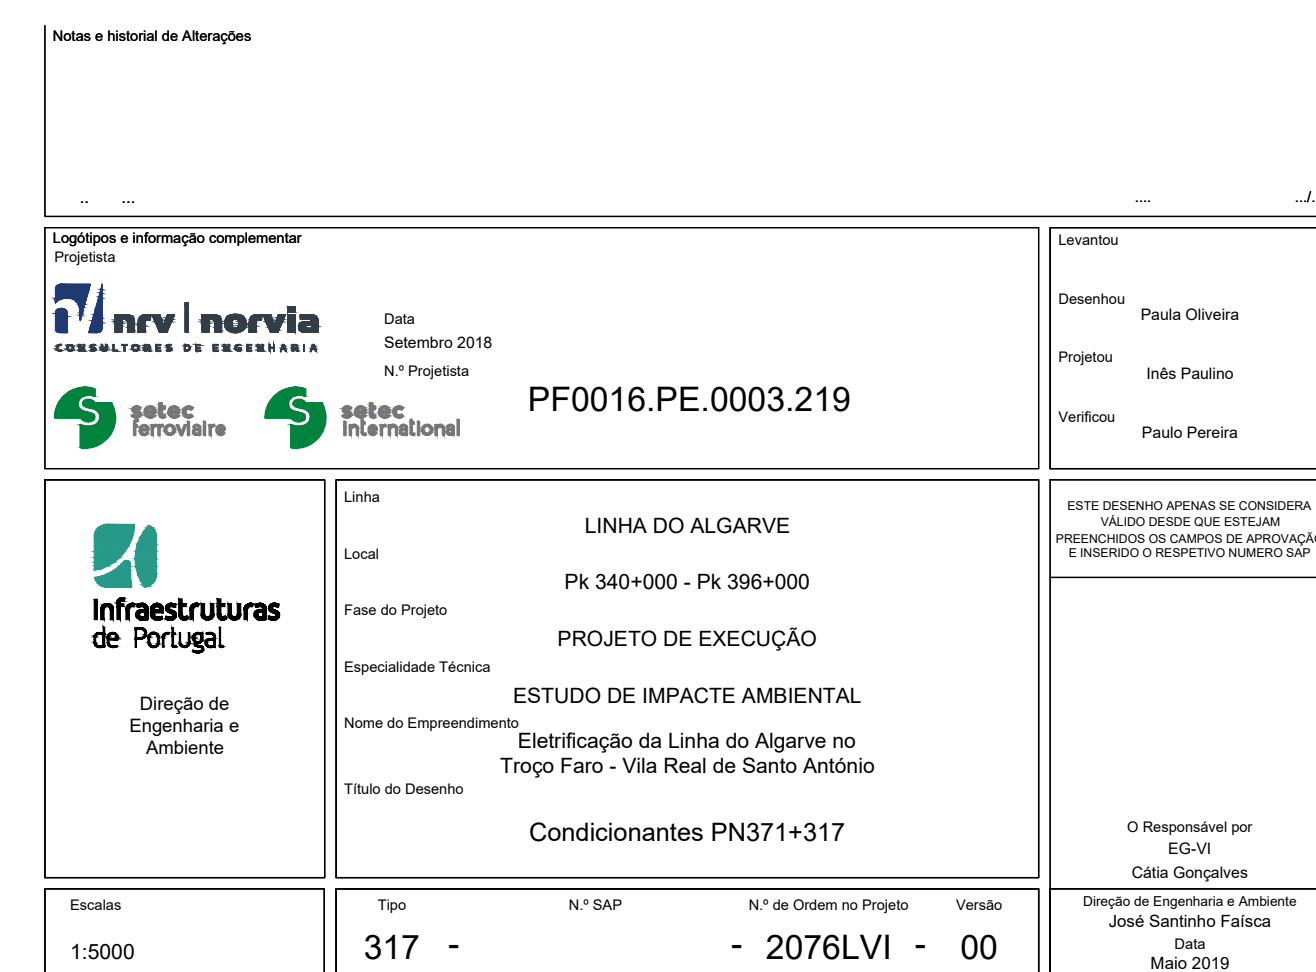 Notas e historial de Alterações
.. ... .... .../.
Logótipos e informação complementar
Projetista
nrv | norvia
CONSULTORES DE ENGENHARIA
setec
ferroviaire
setec
international
Data
Setembro 2018
N.º Projetista
PF0016.PE.0003.219
Levantou
Desenhou
Paula Oliveira
Projetou
Inês Paulino
Verificou
Paulo Pereira
Infraestruturas
de Portugal
Direção de
Engenharia e
Ambiente
Linha
LINHA DO ALGARVE
Local
Pk 340+000 - Pk 396+000
Fase do Projeto
PROJETO DE EXECUÇÃO
Especialidade Técnica
ESTUDO DE IMPACTE AMBIENTAL
Nome do Empreendimento
Eletrificação da Linha do Algarve no
Troço Faro - Vila Real de Santo António
Título do Desenho
Condicionantes PN371+317
ESTE DESENHO APENAS SE CONSIDERA
VÁLIDO DESDE QUE ESTEJAM
PREENCHIDOS OS CAMPOS DE APROVAÇÃO
E INSERIDO O RESPETIVO NUMERO SAP
O Responsável por
EG-VI
Cátia Gonçalves
Escalas
1:5000
Tipo N.º SAP N.º de Ordem no Projeto Versão
317 - - 2076LVI - 00
Direção de Engenharia e Ambiente
José Santinho Faísca
Data
Maio 2019